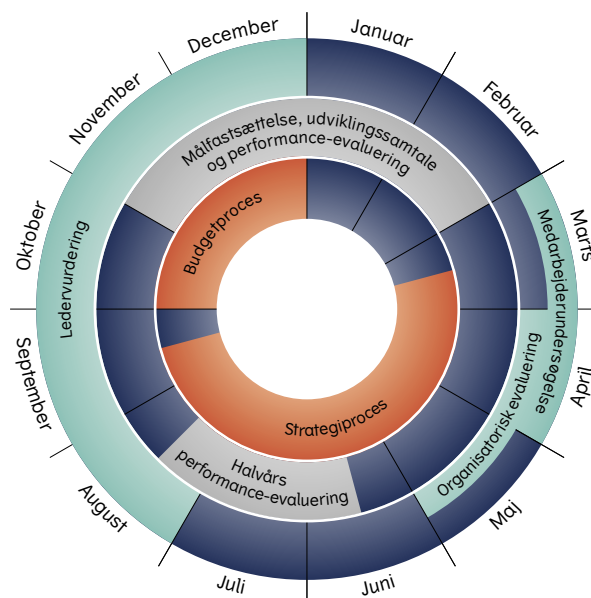 Januar
Februar
Marts
April
Maj
Juni
Juli
August
September
Oktober
November
December
Medarbejderundersøgelse
Organisatorisk evaluering
Ledervurdering
Målfastsættelse, udviklingssamtale
og performance-evaluering
Halvårs
performance-evaluering
Budgetproces
Strategiproces